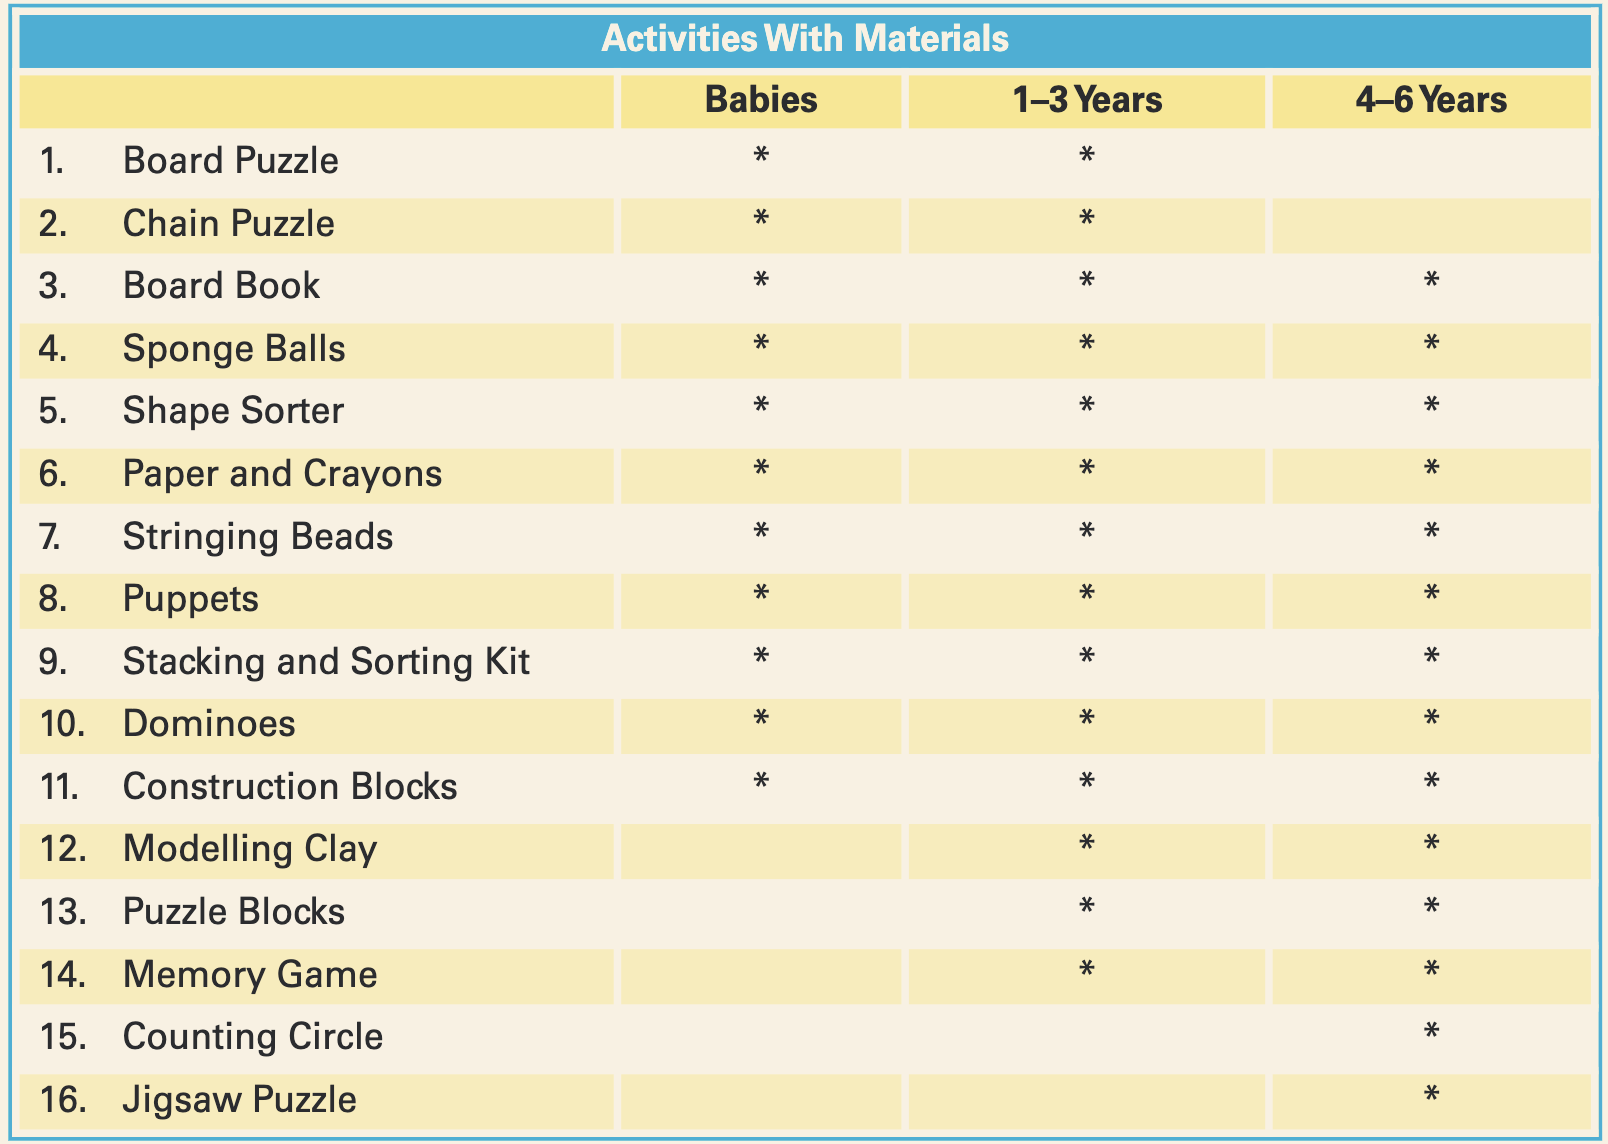 Activities With Materials
Babies 1–3 Years 4–6 Years
1. Board Puzzle * *
2. Chain Puzzle * *
3. Board Book * * *
4. Sponge Balls * * *
5. Shape Sorter * * *
6. Paper and Crayons * * *
7. Stringing Beads * * *
8. Puppets * * *
9. Stacking and Sorting Kit * * *
10. Dominoes * * *
11. Construction Blocks * * *
12. Modelling Clay * *
13. Puzzle Blocks * *
14. Memory Game * *
15. Counting Circle *
16. Jigsaw Puzzle *